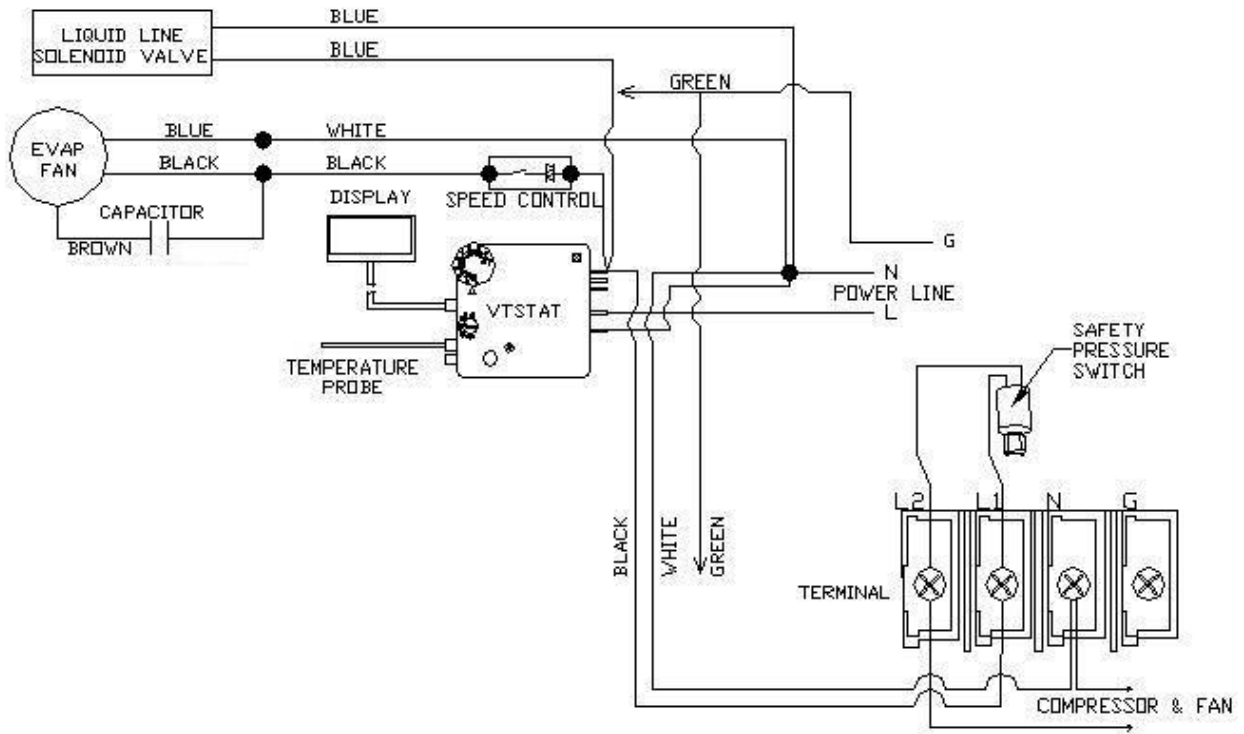 BLUE
LIQUID LINE
SOLENOID VALVE
BLUE
GREEN
BLUE
WHITE
EVAP
FAN
BLACK
BLACK
DISPLAY
SPEED CONTROL
CAPACITOR
BROWN
G
N
POWER LINE
L
VTSTAT
TEMPERATURE
PROBE
SAFETY
PRESSURE
SWITCH
L2
L1
N
G
BLACK
WHITE
GREEN
TERMINAL
COMPRESSOR & FAN